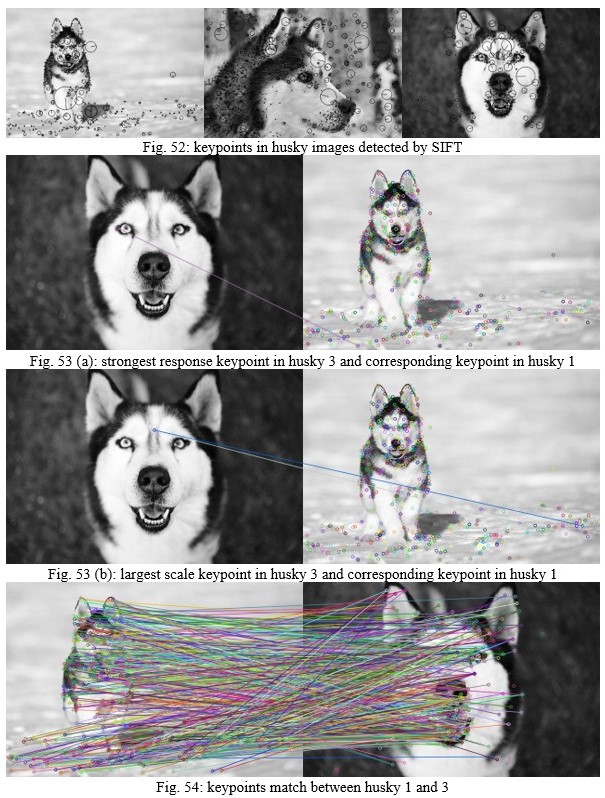 Fig. 52: keypoints in husky images detected by SIFT
Fig. 53 (a): strongest response keypoint in husky 3 and corresponding keypoint in husky 1
Fig. 53 (b): largest scale keypoint in husky 3 and corresponding keypoint in husky 1
Fig. 54: keypoints match between husky 1 and 3